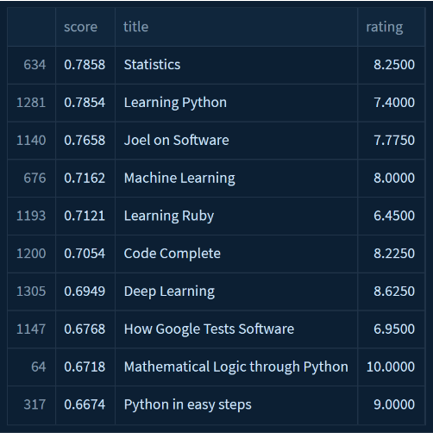 score title rating
634 0.7858 Statistics 8.2500
1281 0.7854 Learning Python 7.4000
1140 0.7658 Joel on Software 7.7750
676 0.7162 Machine Learning 8.0000
1193 0.7121 Learning Ruby 6.4500
1200 0.7054 Code Complete 8.2250
1305 0.6949 Deep Learning 8.6250
1147 0.6768 How Google Tests Software 6.9500
64 0.6718 Mathematical Logic through Python 10.0000
317 0.6674 Python in easy steps 9.0000